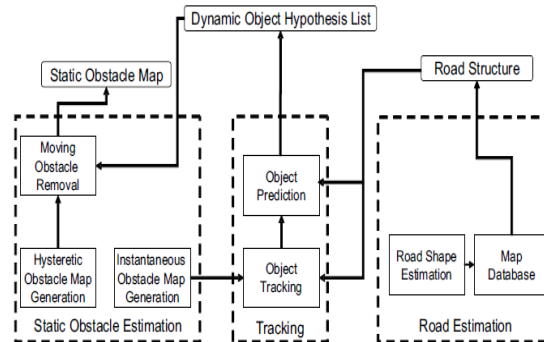 Dynamic Object Hypothesis List
Static Obstacle Map
Road Structure
Moving
Obstacle
Removal
Object
Prediction
Hysteretic
Obstacle Map
Generation
Instantaneous
Obstacle Map
Generation
Object
Tracking
Road Shape
Estimation
Map
Database
Static Obstacle Estimation
Tracking
Road Estimation